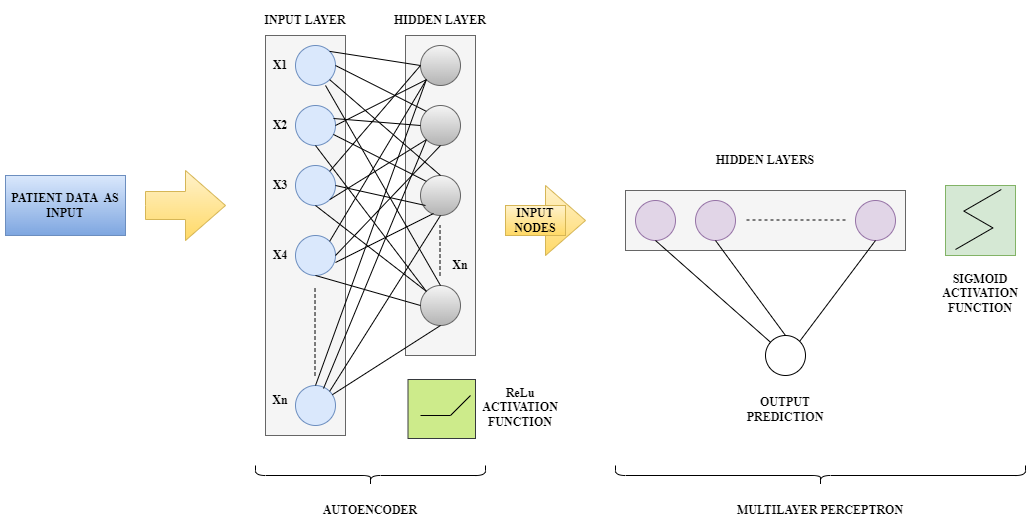 INPUT LAYER
HIDDEN LAYER
X1
X2
X3
X4
Xn
Xn
PATIENT DATA AS
INPUT
ReLu
ACTIVATION
FUNCTION
AUTOENCODER
INPUT
NODES
HIDDEN LAYERS
SIGMOID
ACTIVATION
FUNCTION
OUTPUT
PREDICTION
MULTILAYER PERCEPTRON